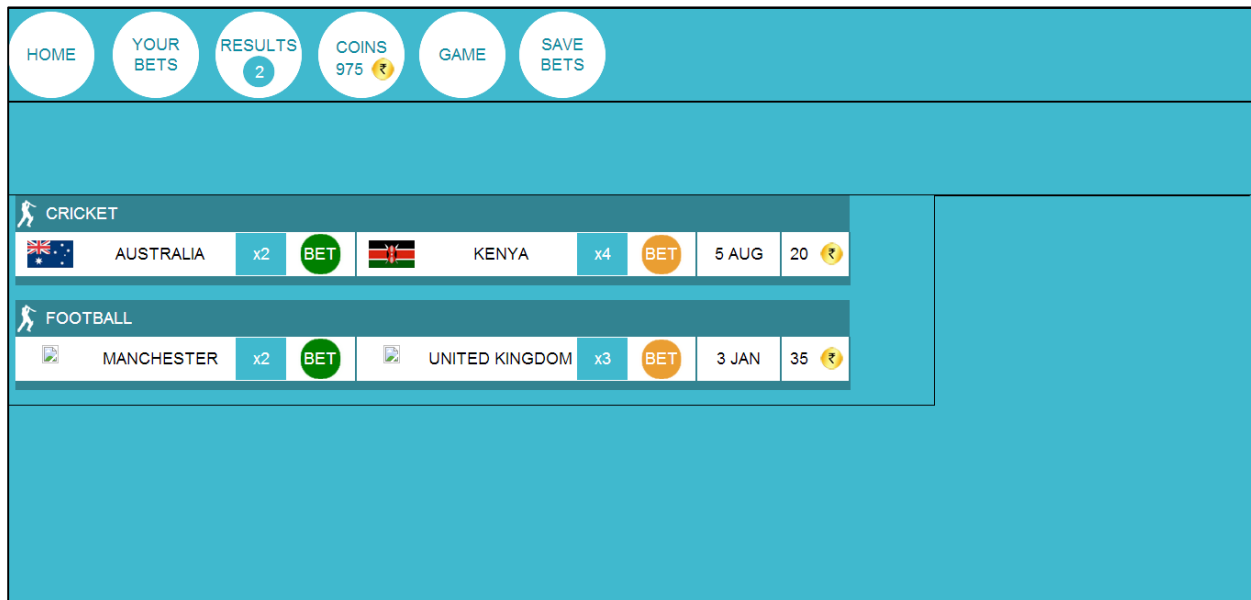 HOME
YOUR
BETS
RESULTS
2
COINS
975 ₹
GAME
SAVE
BETS
CRICKET
AUSTRALIA x2 BET KENYA x4 BET 5 AUG 20 ₹
FOOTBALL
MANCHESTER x2 BET UNITED KINGDOM x3 BET 3 JAN 35 ₹